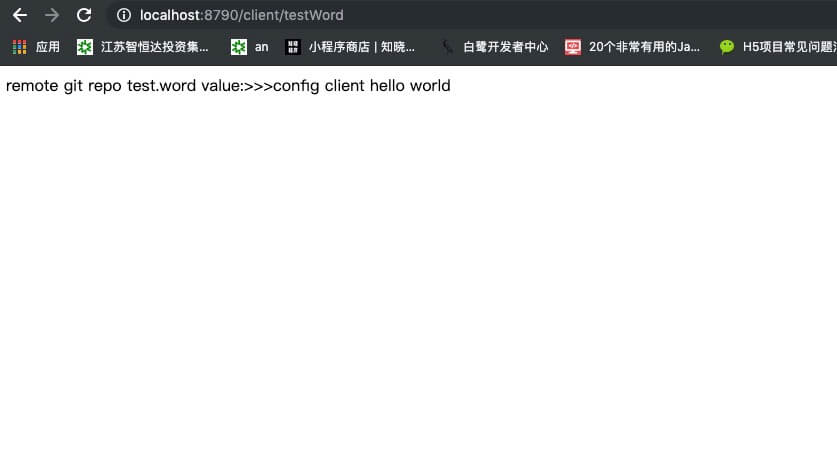 localhost:8790/client/testWord
应用 江苏智恒达投资集... an 小程序商店 | 知晓... 白鹭开发者中心 20个非常有用的Ja... H5项目常见问题
remote git repo test.word value:>>>config client hello world